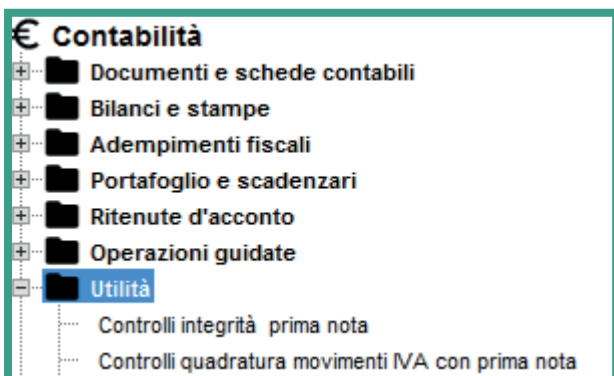 € Contabilità
Documenti e schede contabili
Bilanci e stampe
Adempimenti fiscali
Portafoglio e scadenzari
Ritenute d'acconto
Operazioni guidate
Utilità
Controlli integrità prima nota
Controlli quadratura movimenti IVA con prima nota